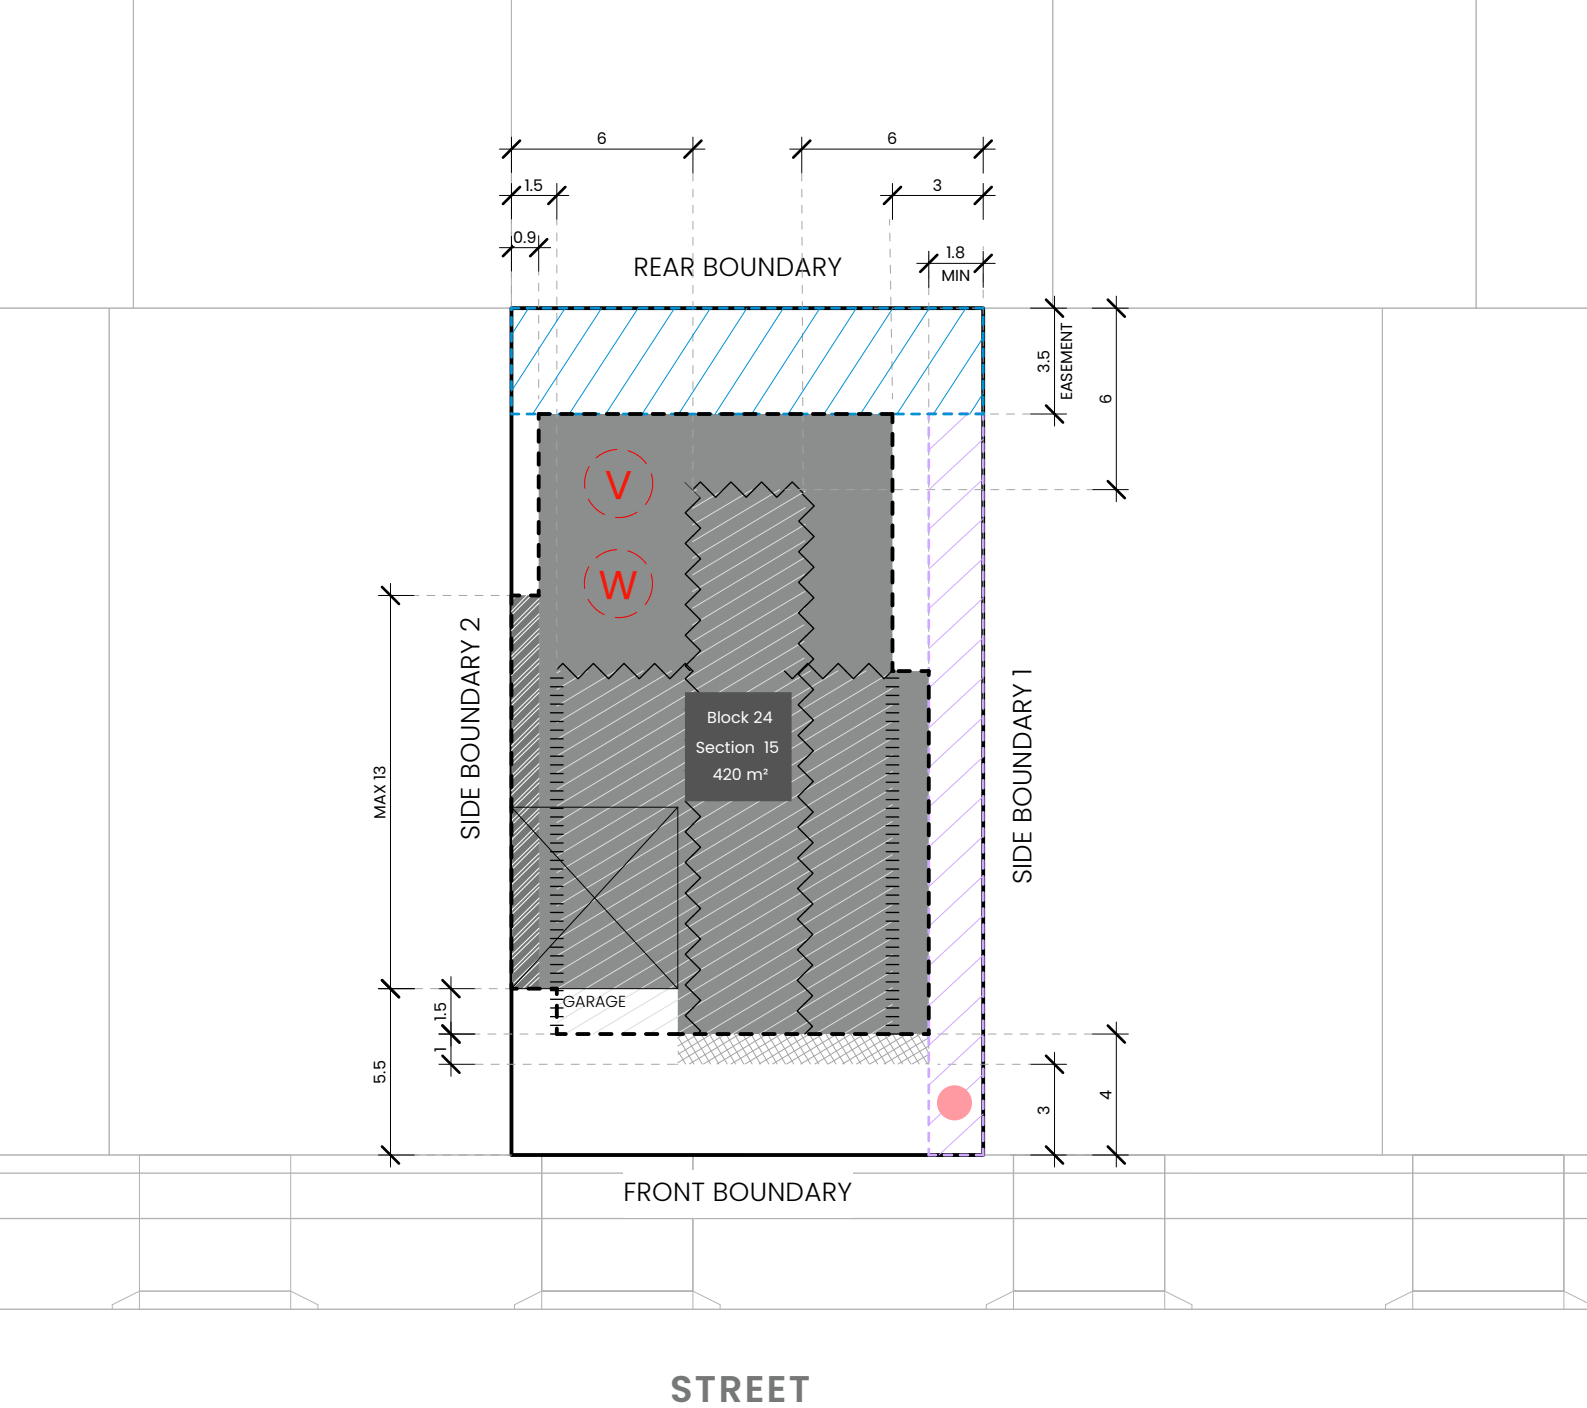 6
6
1.5
3
0.9
1.8
MIN
REAR BOUNDARY
3.5
EASEMENT
6
V
W
SIDE BOUNDARY 2
SIDE BOUNDARY 1
Block 24
Section 15
420 m²
MAX 13
GARAGE
1.5
1
5.5
3
4
FRONT BOUNDARY
STREET